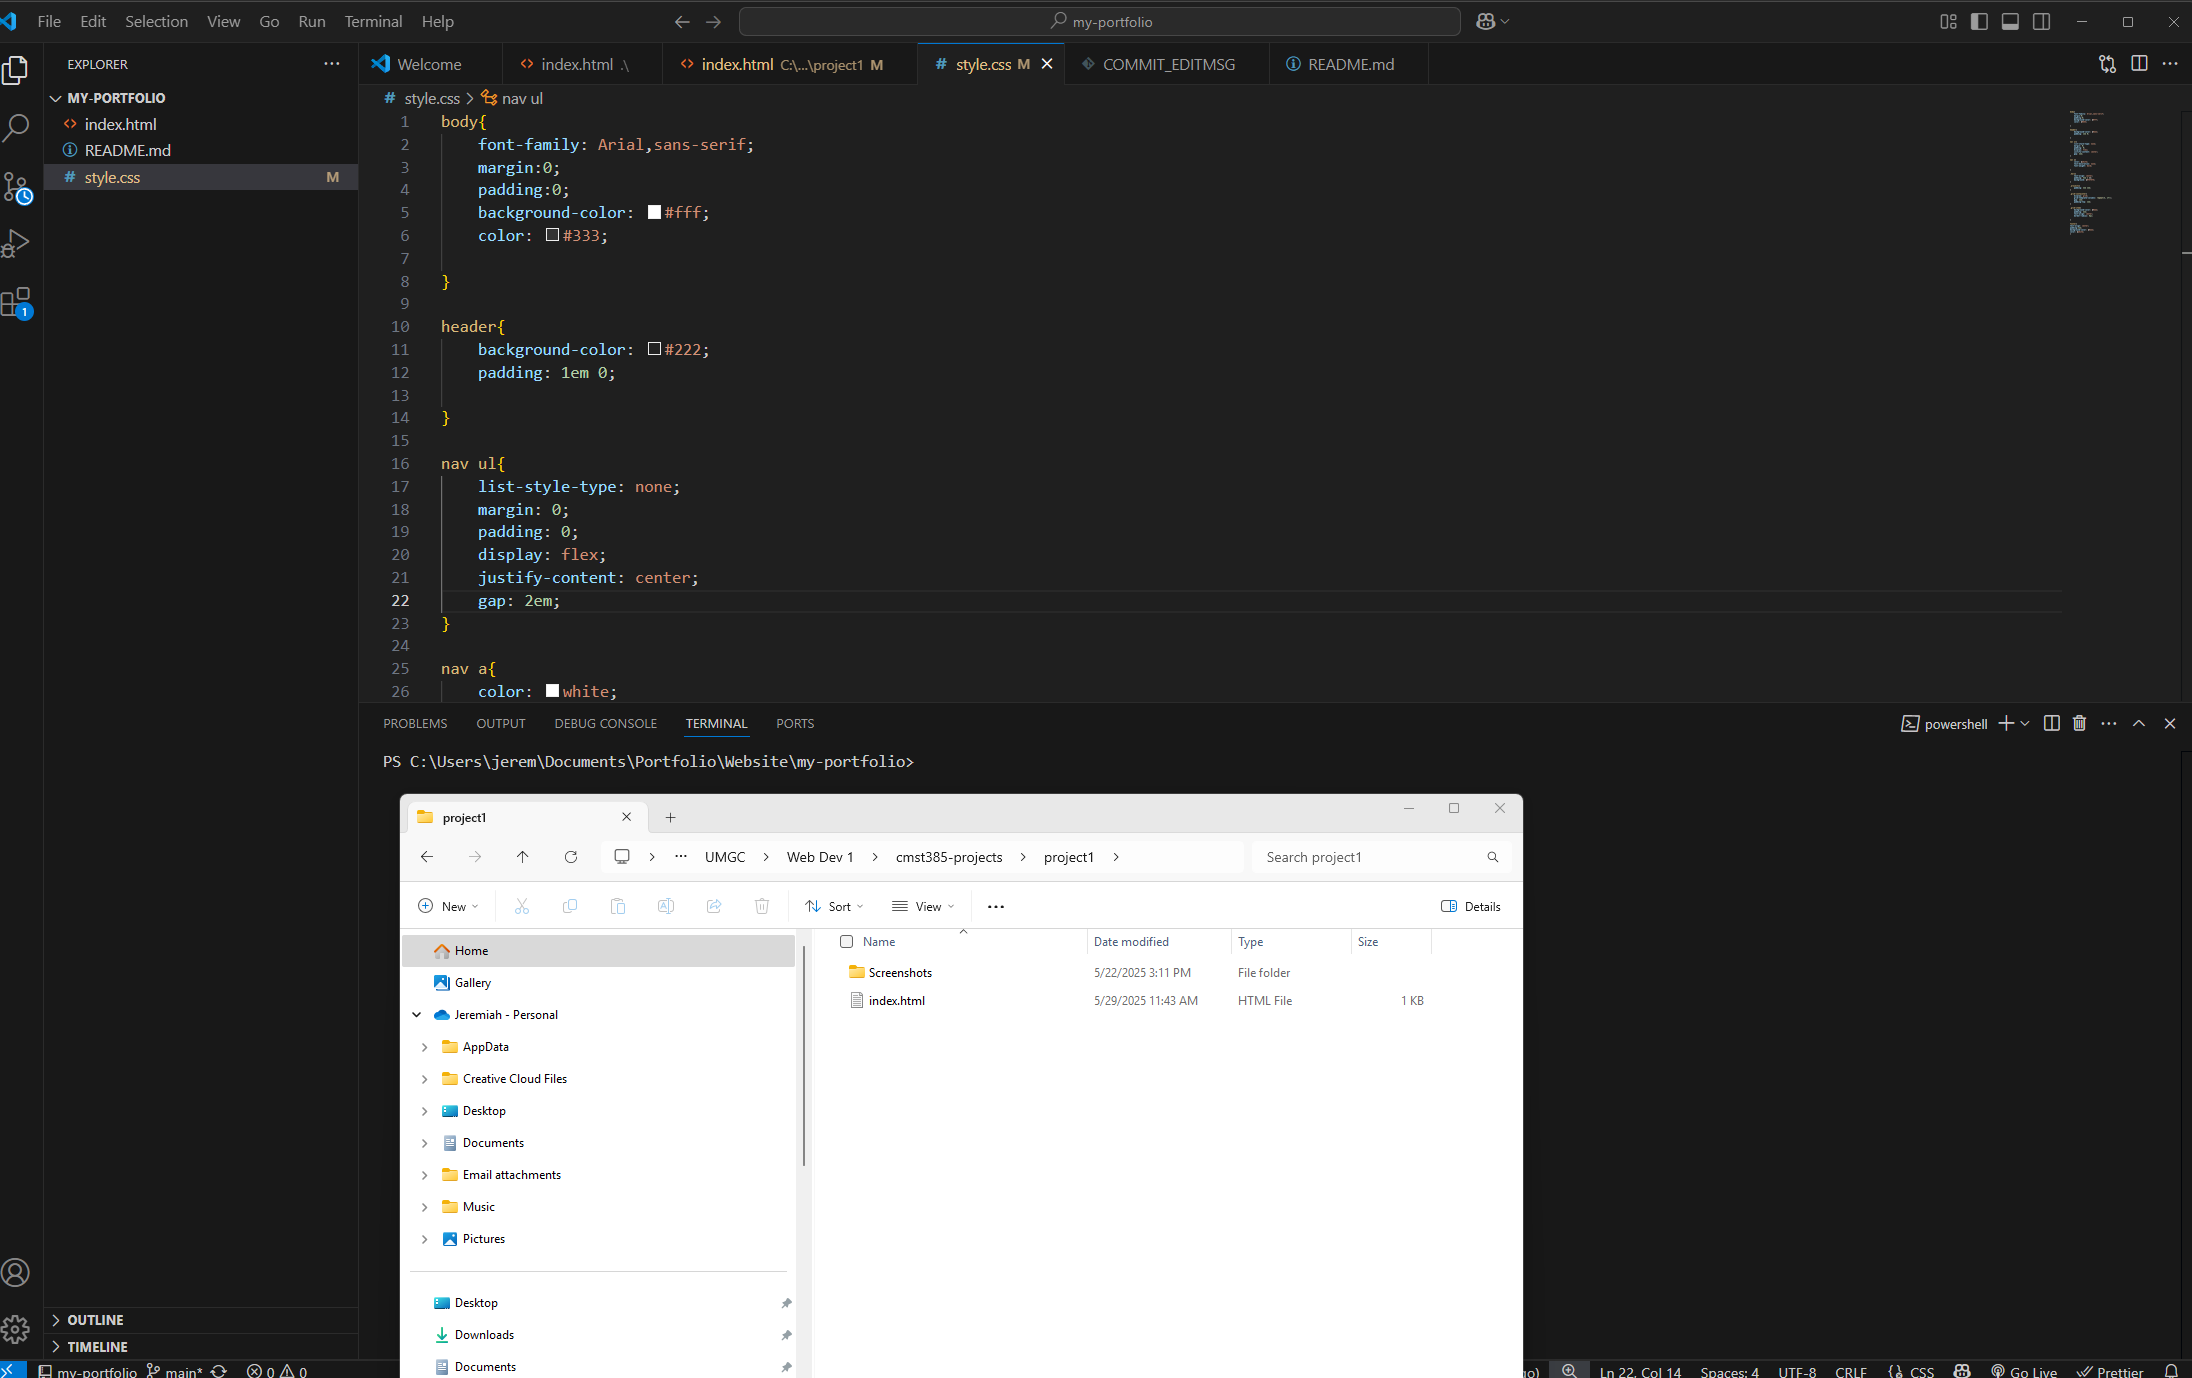 File Edit Selection View Go Run Terminal Help
my-portfolio
EXPLORER
Welcome
index.html .\
index.html C:\...\project1 M
style.css M
COMMIT_EDITMSG
README.md
MY-PORTFOLIO
index.html
README.md
style.css M
1
style.css > nav ul
1 body{
2 font-family: Arial,sans-serif;
3 margin:0;
4 padding:0;
5 background-color: #fff;
6 color: #333;
7
8 }
9
10 header{
11 background-color: #222;
12 padding: 1em 0;
13
14 }
15
16 nav ul{
17 list-style-type: none;
18 margin: 0;
19 padding: 0;
20 display: flex;
21 justify-content: center;
22 gap: 2em;
23 }
24
25 nav a{
26 color: white;
PROBLEMS OUTPUT DEBUG CONSOLE TERMINAL PORTS
powershell
PS C:\Users\jerem\Documents\Portfolio\Website\my-portfolio>
project1
UMGC > Web Dev 1 > cmst385-projects > project1 >
Search project1
New
Sort
View
Details
Home
Gallery
Jeremiah - Personal
AppData
Creative Cloud Files
Desktop
Documents
Email attachments
Music
Pictures
Desktop
Downloads
Documents
Name Date modified Type Size
Screenshots 5/22/2025 3:11 PM File folder
index.html 5/29/2025 11:43 AM HTML File 1 KB
OUTLINE
TIMELINE
my-portfolio main* 0 0
Ln 22, Col 14 Spaces: 4 UTF-8 CRLF {} CSS Go Live Prettier